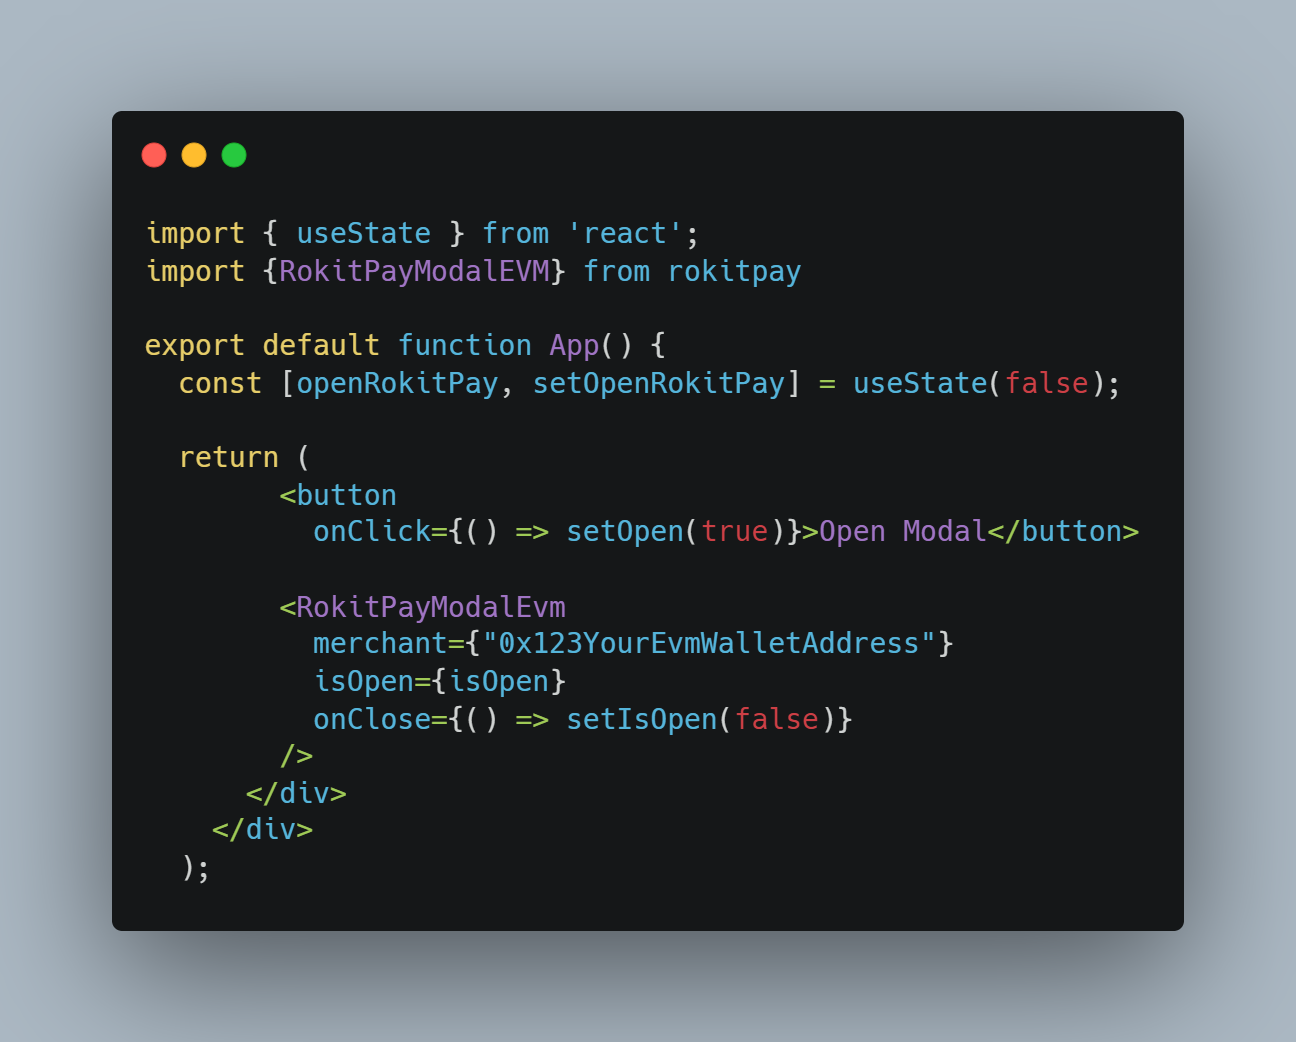 import { useState } from 'react';
import {RokitPayModalEVM} from rokitpay
export default function App() {
const [openRokitPay, setOpenRokitPay] = useState(false);
return (
<button
onClick={() => setOpen(true)}>Open Modal</button>
<RokitPayModalEvm
merchant={"0x123YourEvmWalletAddress"}
isOpen={isOpen}
onClose={() => setIsOpen(false)}
/>
</div>
</div>
);